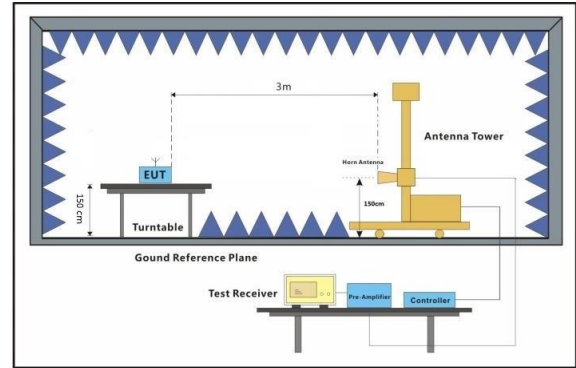 3m
Antenna Tower
Horn Antenna
EUT
150 cm
150cm
Turntable
Gound Reference Plane
Test Receiver
Pre-Amplifier
Controller